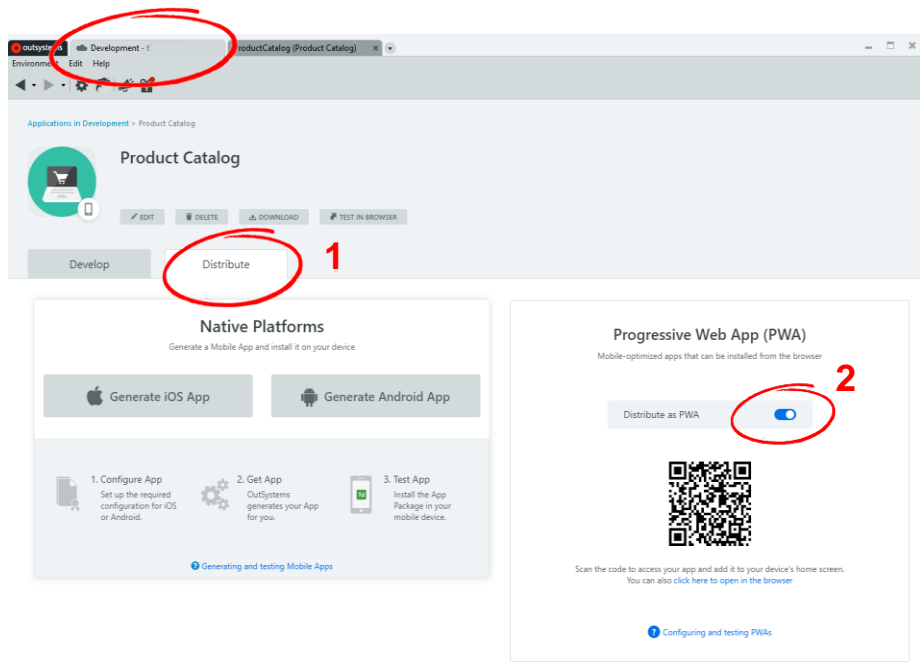 outsystems
Development - t
roductCatalog (Product Catalog)
Environment Edit Help
Applications in Development > Product Catalog
Product Catalog
EDIT DELETE DOWNLOAD TEST IN BROWSER
1
Develop Distribute
Native Platforms
Generate a Mobile App and install it on your device
Generate iOS App
Generate Android App
1. Configure App
Set up the required
configuration for iOS
or Android.
2. Get App
OutSystems
generates your App
for you.
3. Test App
Install the App
Package in your
mobile device.
Generating and testing Mobile Apps
Progressive Web App (PWA)
Mobile-optimized apps that can be installed from the browser
2
Distribute as PWA
Scan the code to access your app and add it to your device's home screen.
You can also click here to open in the browser
Configuring and testing PWAs